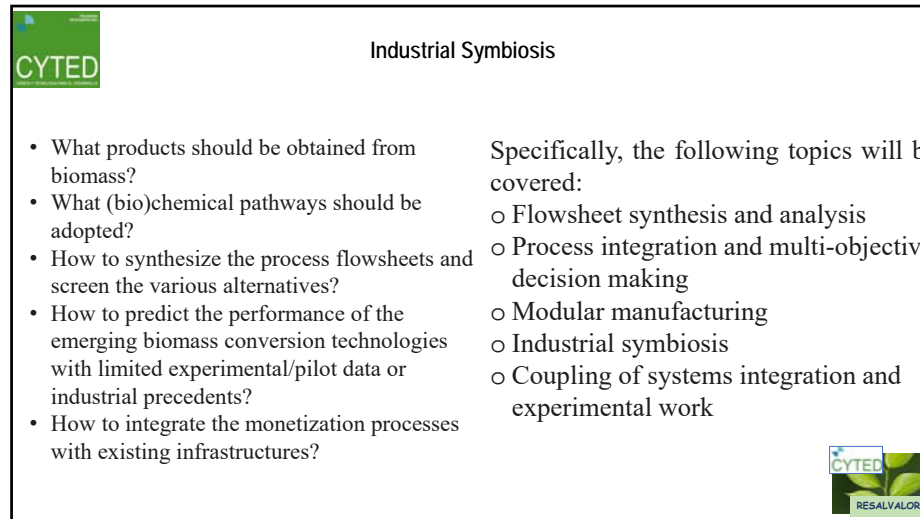 CYTED
Industrial Symbiosis
• What products should be obtained from
biomass?
• What (bio)chemical pathways should be
adopted?
• How to synthesize the process flowsheets and
screen the various alternatives?
• How to predict the performance of the
emerging biomass conversion technologies
with limited experimental/pilot data or
industrial precedents?
• How to integrate the monetization processes
with existing infrastructures?
Specifically, the following topics will b
covered:
o Flowsheet synthesis and analysis
o Process integration and multi-objectiv
decision making
o Modular manufacturing
o Industrial symbiosis
o Coupling of systems integration and
experimental work
CYTED
RESALVALOR